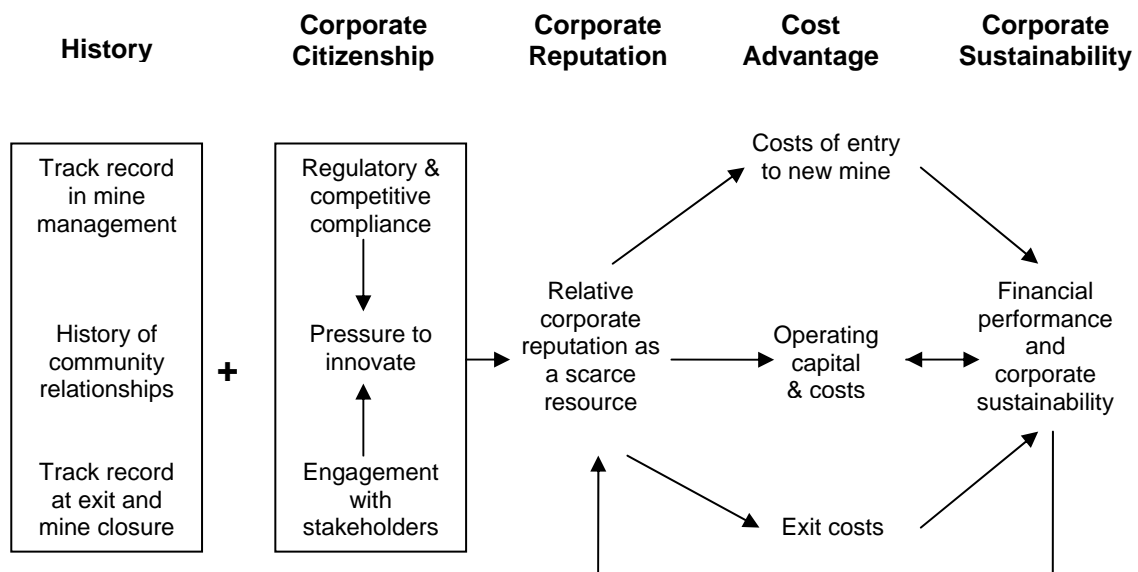 History
Corporate
Citizenship
Corporate
Reputation
Cost
Advantage
Corporate
Sustainability
Track record
in mine
management
History of
community
relationships
Track record
at exit and
mine closure
+
Regulatory &
competitive
compliance
Pressure to
innovate
Engagement
with
stakeholders
Relative
corporate
reputation as
a scarce
resource
Costs of entry
to new mine
Operating
capital
& costs
Exit costs
Financial
performance
and
corporate
sustainability